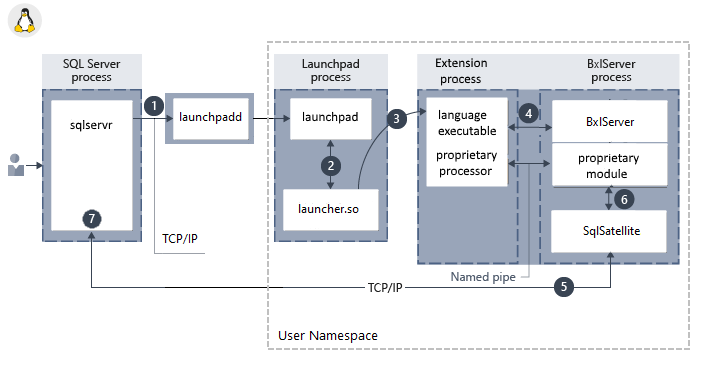 SQL Server
process
Launchpad
process
Extension
process
BxlServer
process
sqlservr
1
launchpadd
launchpad
3
language
executable
4
BxlServer
2
proprietary
processor
proprietary
module
6
launcher.so
7
SqlSatellite
TCP/IP
Named pipe
TCP/IP
5
User Namespace